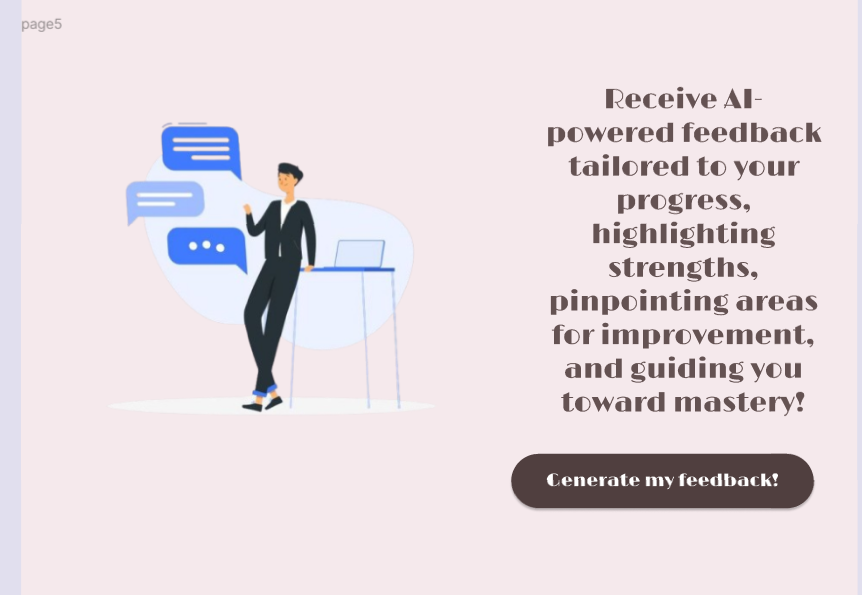 page5
Receive AI-
powered feedback
tailored to your
progress,
highlighting
strengths,
pinpointing areas
for improvement,
and guiding you
toward mastery!
Generate my feedback!